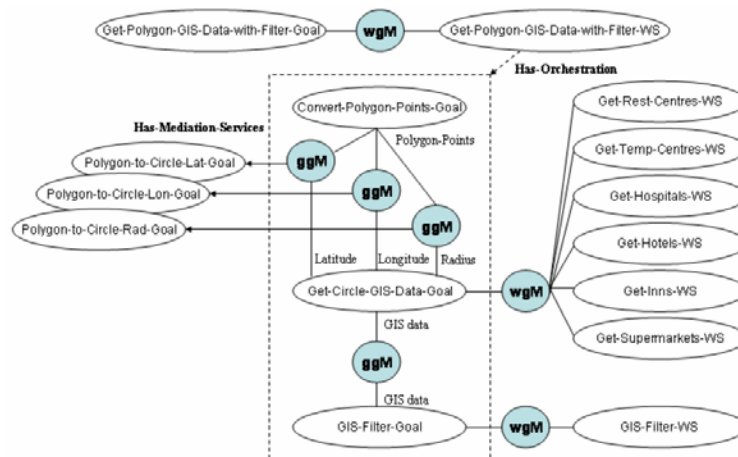 Get-Polygon-GIS-Data-with-Filter-Goal
wgM
Get-Polygon-GIS-Data-with-Filter-WS
Has-Orchestration
Convert-Polygon-Points-Goal
Get-Rest-Centres-WS
Has-Mediation-Services
Polygon-Points
Get-Temp-Centres-WS
Polygon-to-Circle-Lat-Goal
ggM
Polygon-to-Circle-Lon-Goal
ggM
Get-Hospitals-WS
Polygon-to-Circle-Rad-Goal
ggM
Get-Hotels-WS
Latitude
Longitude
Radius
Get-Circle-GIS-Data-Goal
wgM
Get-Inns-WS
GIS data
Get-Supermarkets-WS
ggM
GIS data
GIS-Filter-Goal
wgM
GIS-Filter-WS